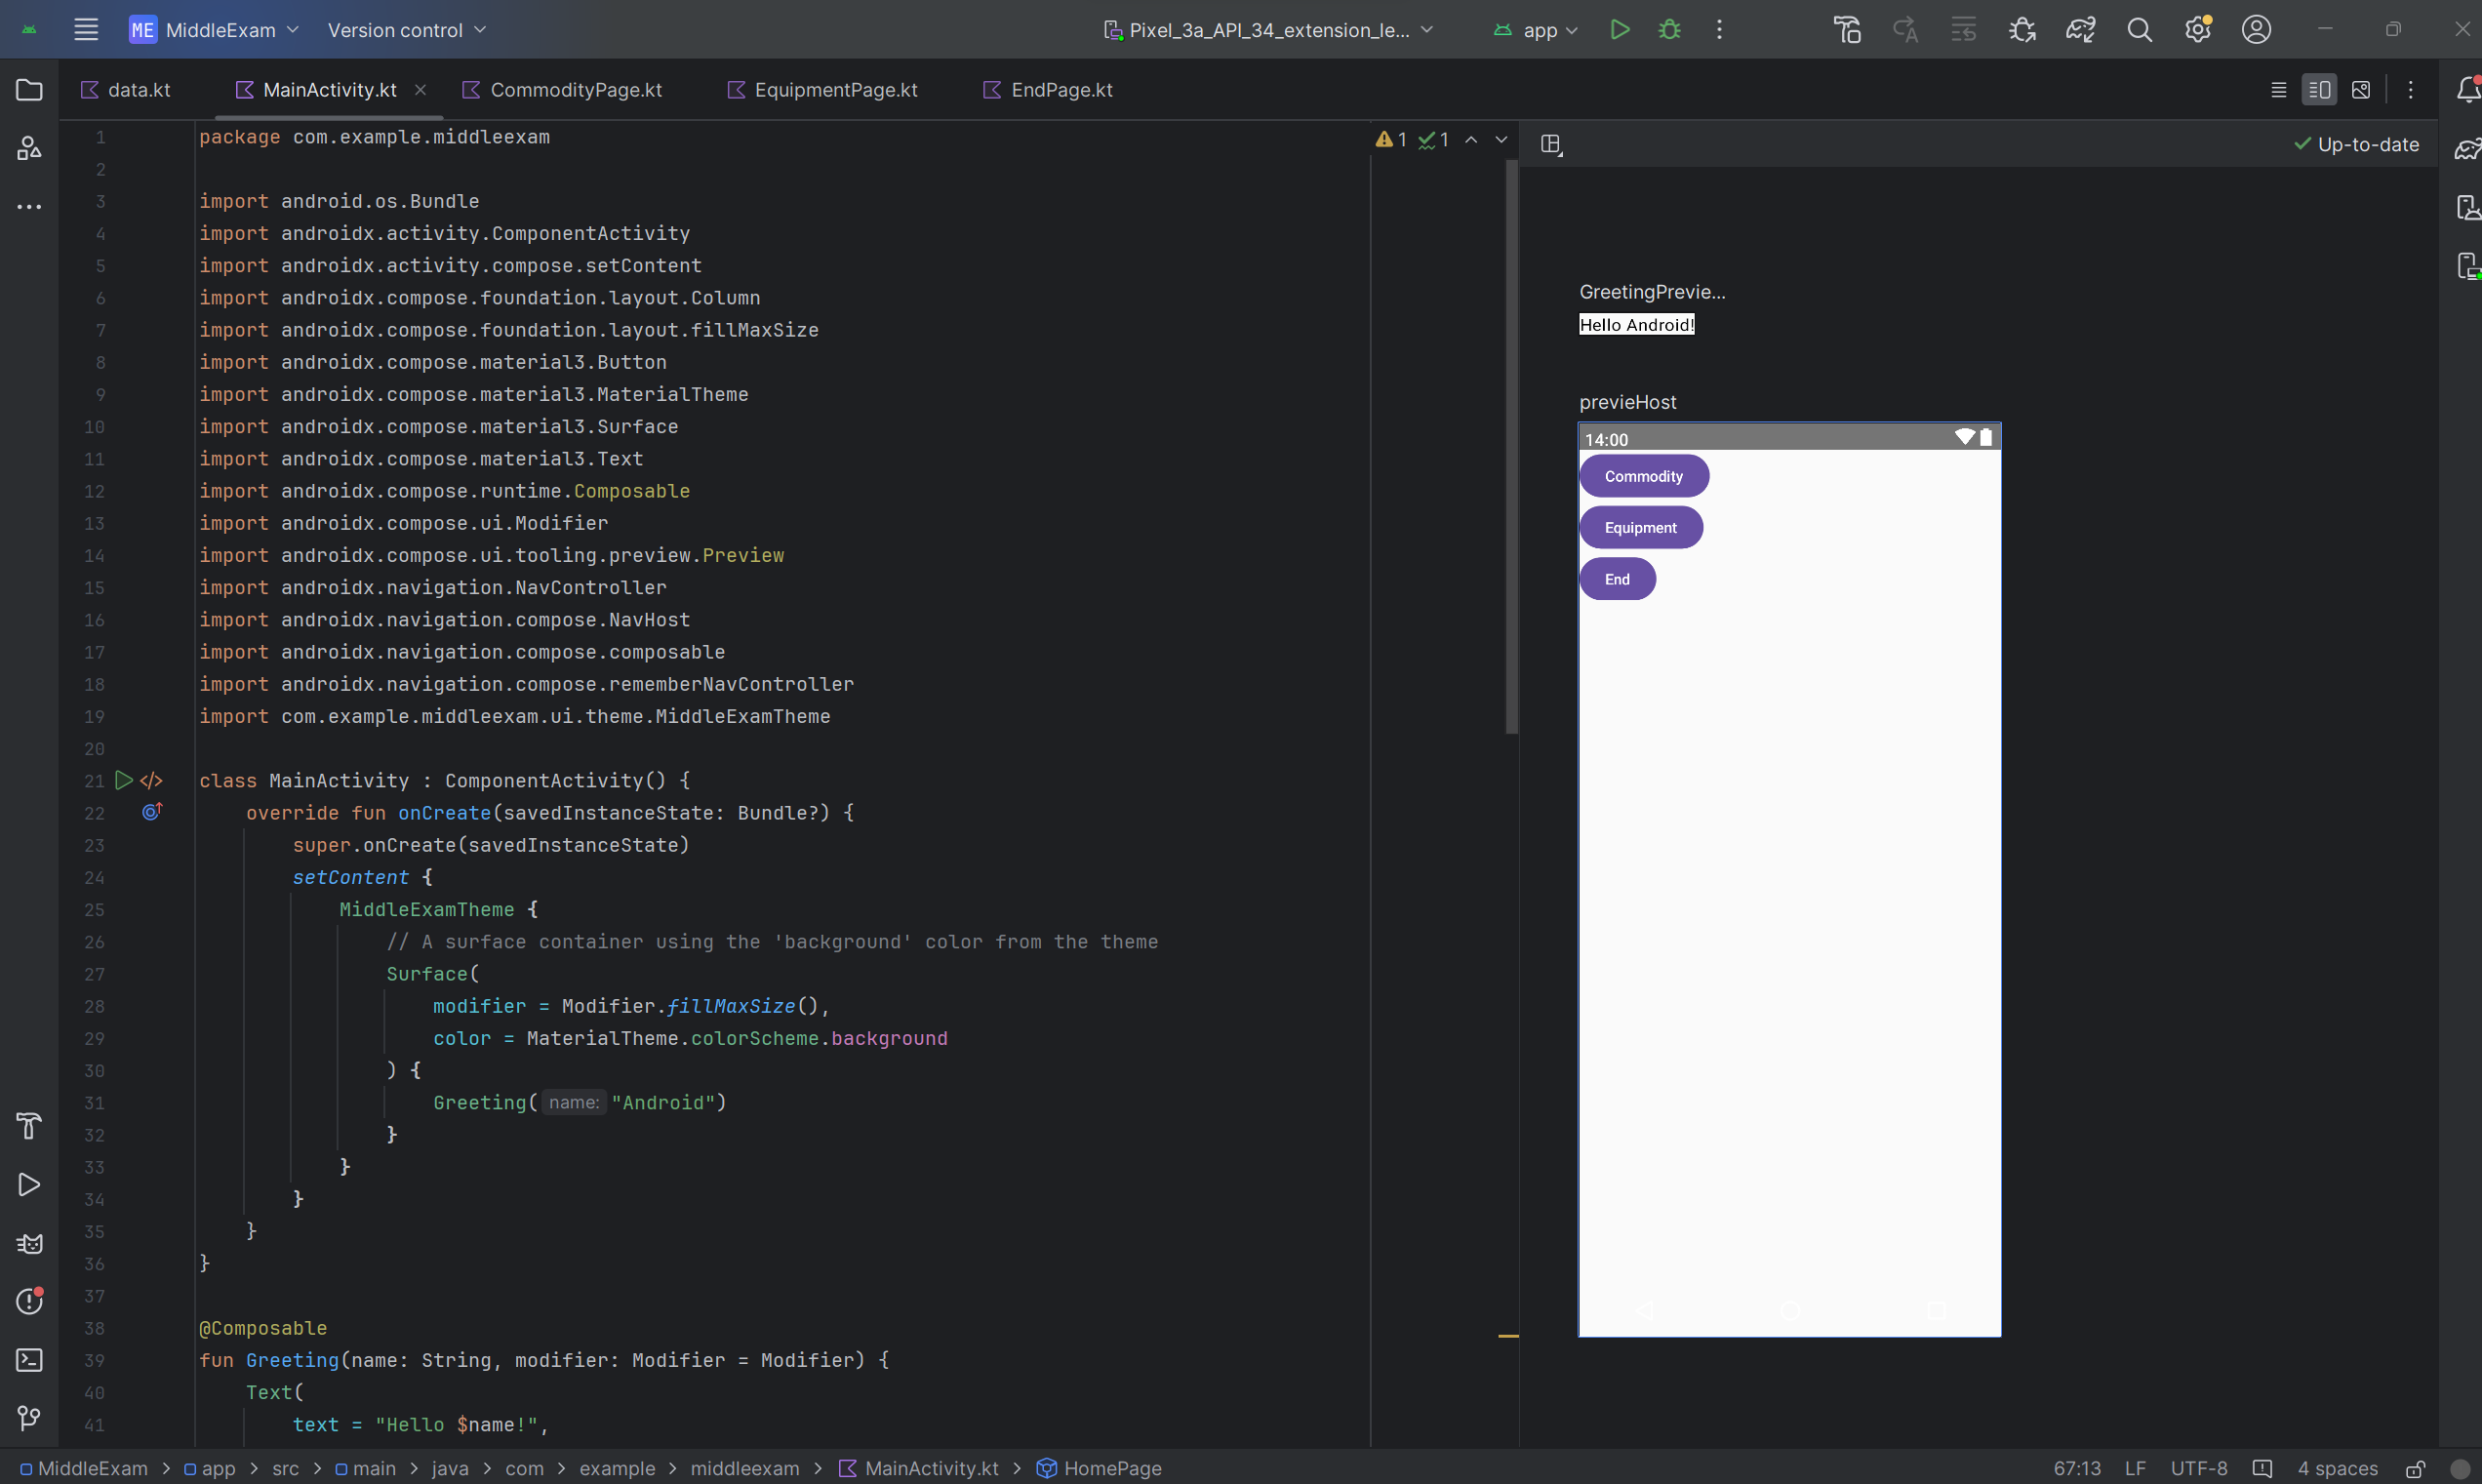 ME MiddleExam Version control Pixel_3a_API_34_extension_le... app
data.kt MainActivity.kt CommodityPage.kt EquipmentPage.kt EndPage.kt
1 package com.example.middleexam
2
3 import android.os.Bundle
4 import androidx.activity.ComponentActivity
5 import androidx.activity.compose.setContent
6 import androidx.compose.foundation.layout.Column
7 import androidx.compose.foundation.layout.fillMaxSize
8 import androidx.compose.material3.Button
9 import androidx.compose.material3.MaterialTheme
10 import androidx.compose.material3.Surface
11 import androidx.compose.material3.Text
12 import androidx.compose.runtime.Composable
13 import androidx.compose.ui.Modifier
14 import androidx.compose.ui.tooling.preview.Preview
15 import androidx.navigation.NavController
16 import androidx.navigation.compose.NavHost
17 import androidx.navigation.compose.composable
18 import androidx.navigation.compose.rememberNavController
19 import com.example.middleexam.ui.theme.MiddleExamTheme
20
21 class MainActivity : ComponentActivity() {
22 override fun onCreate(savedInstanceState: Bundle?) {
23 super.onCreate(savedInstanceState)
24 setContent {
25 MiddleExamTheme {
26 // A surface container using the 'background' color from the theme
27 Surface(
28 modifier = Modifier.fillMaxSize(),
29 color = MaterialTheme.colorScheme.background
30 ) {
31 Greeting( name: "Android")
32 }
33 }
34 }
35 }
36 }
37
38 @Composable
39 fun Greeting(name: String, modifier: Modifier = Modifier) {
40 Text(
41 text = "Hello $name!",
1 1
Up-to-date
GreetingPrevie...
Hello Android!
previeHost
14:00
Commodity
Equipment
End
MiddleExam > app > src > main > java > com > example > middleexam > MainActivity.kt > HomePage 67:13 LF UTF-8 4 spaces